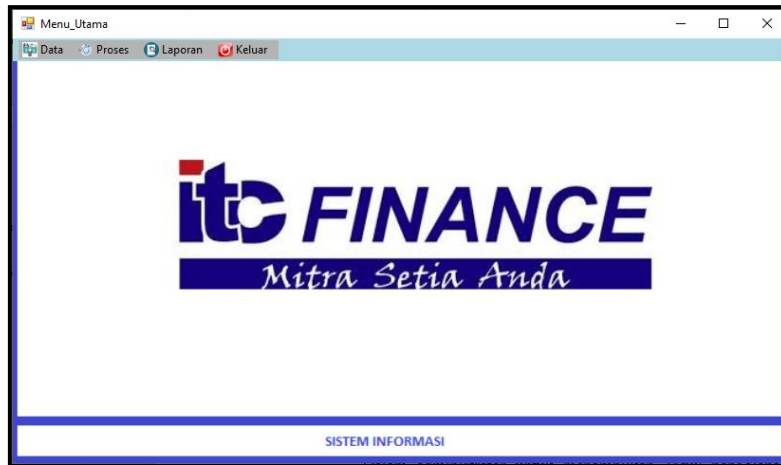 Menu_Utama
Data Proses Laporan Keluar
itc FINANCE
Mitra Setia Anda
SISTEM INFORMASI